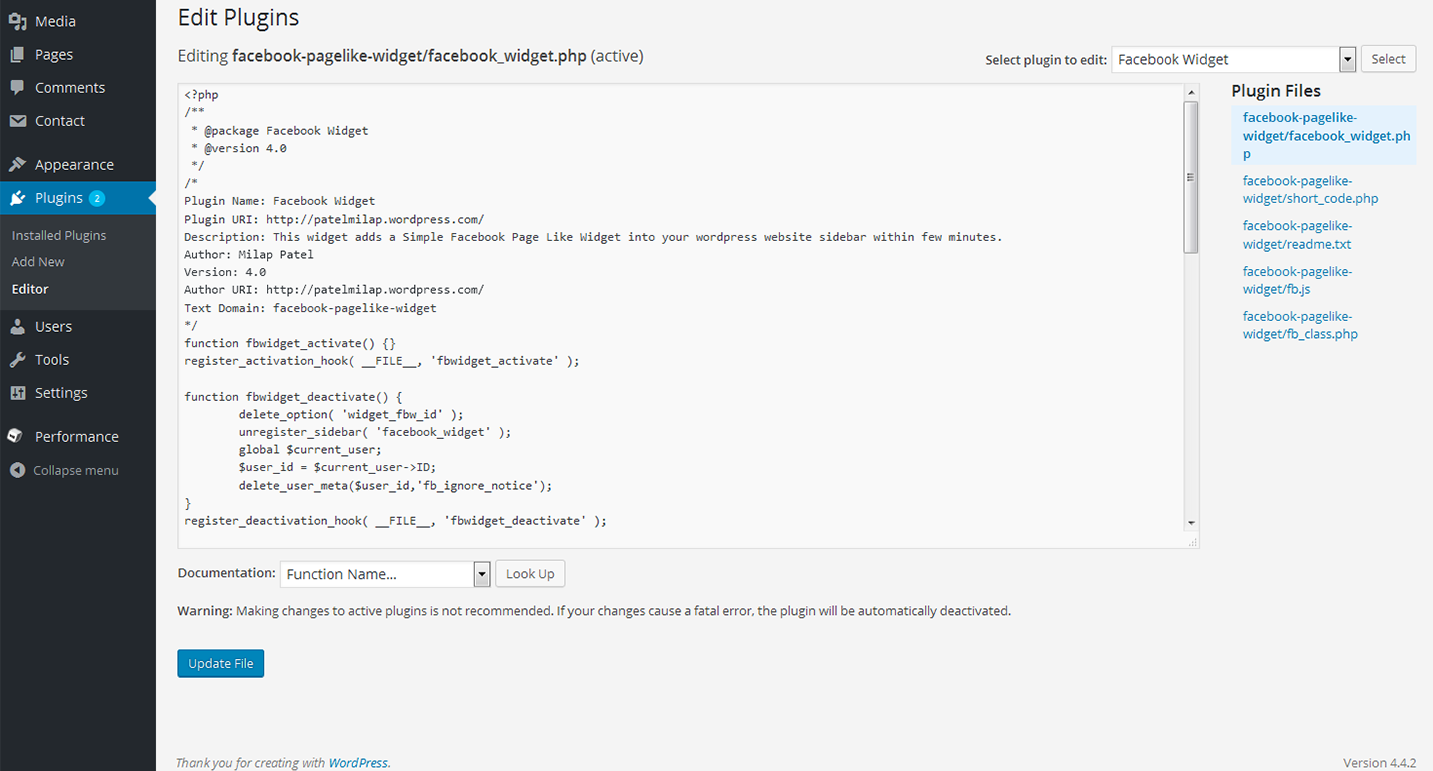 Media
Pages
Comments
Contact
Appearance
Plugins 2
Installed Plugins
Add New
Editor
Users
Tools
Settings
Performance
Collapse menu
Edit Plugins
Editing facebook-pagelike-widget/facebook_widget.php (active)
Select plugin to edit: Facebook Widget Select
<?php
/**
 * @package Facebook Widget
 * @version 4.0
 */
/*
Plugin Name: Facebook Widget
Plugin URI: http://patelmilap.wordpress.com/
Description: This widget adds a Simple Facebook Page Like Widget into your wordpress website sidebar within few minutes.
Author: Milap Patel
Version: 4.0
Author URI: http://patelmilap.wordpress.com/
Text Domain: facebook-pagelike-widget
*/
function fbwidget_activate() {}
register_activation_hook( __FILE__, 'fbwidget_activate' );
function fbwidget_deactivate() {
        delete_option( 'widget_fbw_id' );
        unregister_sidebar( 'facebook_widget' );
        global $current_user;
        $user_id = $current_user->ID;
        delete_user_meta($user_id,'fb_ignore_notice');
}
register_deactivation_hook( __FILE__, 'fbwidget_deactivate' );
Plugin Files
facebook-pagelike-
widget/facebook_widget.ph
p
facebook-pagelike-
widget/short_code.php
facebook-pagelike-
widget/readme.txt
facebook-pagelike-
widget/fb.js
facebook-pagelike-
widget/fb_class.php
Documentation: Function Name... Look Up
Warning: Making changes to active plugins is not recommended. If your changes cause a fatal error, the plugin will be automatically deactivated.
Update File
Thank you for creating with WordPress.
Version 4.4.2